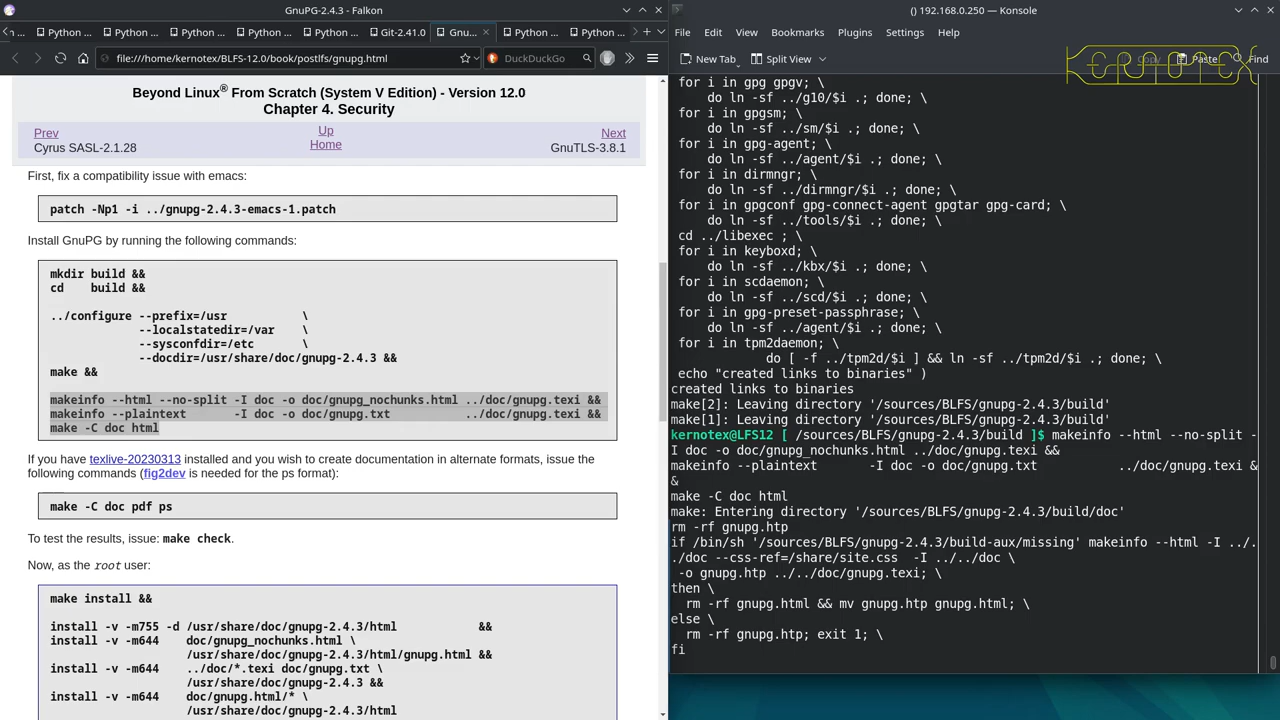 GnuPG-2.4.3 - Falkon
Python ...
Python ...
Python ...
Python ...
Python ...
Git-2.41.0
Gnu...
Python ...
Python ...
file:///home/kernotex/BLFS-12.0/book/postlfs/gnupg.html
DuckDuckGo
Beyond Linux® From Scratch (System V Edition) - Version 12.0
Chapter 4. Security
Prev
Up
Next
Cyrus SASL-2.1.28
Home
GnuTLS-3.8.1
First, fix a compatibility issue with emacs:
patch -Np1 -i ../gnupg-2.4.3-emacs-1.patch
Install GnuPG by running the following commands:
mkdir build &&
cd    build &&
../configure --prefix=/usr           \
             --localstatedir=/var    \
             --sysconfdir=/etc       \
             --docdir=/usr/share/doc/gnupg-2.4.3 &&
make &&
makeinfo --html --no-split -I doc -o doc/gnupg_nochunks.html ../doc/gnupg.texi &&
makeinfo --plaintext       -I doc -o doc/gnupg.txt           ../doc/gnupg.texi &&
make -C doc html
If you have texlive-20230313 installed and you wish to create documentation in alternate formats, issue the
following commands (fig2dev is needed for the ps format):
make -C doc pdf ps
To test the results, issue: make check.
Now, as the root user:
make install &&
install -v -m755 -d /usr/share/doc/gnupg-2.4.3/html            &&
install -v -m644    doc/gnupg_nochunks.html \
                    /usr/share/doc/gnupg-2.4.3/html/gnupg.html &&
install -v -m644    ../doc/*.texi doc/gnupg.txt \
                    /usr/share/doc/gnupg-2.4.3 &&
install -v -m644    doc/gnupg.html/* \
                    /usr/share/doc/gnupg-2.4.3/html
() 192.168.0.250 — Konsole
File Edit View Bookmarks Plugins Settings Help
New Tab Split View Copy Paste Find
KERNOTEX
for i in gpg gpgv; \
    do ln -sf ../g10/$i .; done; \
for i in gpgsm; \
    do ln -sf ../sm/$i .; done; \
for i in gpg-agent; \
    do ln -sf ../agent/$i .; done; \
for i in dirmngr; \
    do ln -sf ../dirmngr/$i .; done; \
for i in gpgconf gpg-connect-agent gpgtar gpg-card; \
    do ln -sf ../tools/$i .; done; \
cd ../libexec ; \
for i in keyboxd; \
    do ln -sf ../kbx/$i .; done; \
for i in scdaemon; \
    do ln -sf ../scd/$i .; done; \
for i in gpg-preset-passphrase; \
    do ln -sf ../agent/$i .; done; \
for i in tpm2daemon; \
            do [ -f ../tpm2d/$i ] && ln -sf ../tpm2d/$i .; done; \
echo "created links to binaries" )
created links to binaries
make[2]: Leaving directory '/sources/BLFS/gnupg-2.4.3/build'
make[1]: Leaving directory '/sources/BLFS/gnupg-2.4.3/build'
kernotex@LFS12 [ /sources/BLFS/gnupg-2.4.3/build ]$ makeinfo --html --no-split -
I doc -o doc/gnupg_nochunks.html ../doc/gnupg.texi &&
makeinfo --plaintext       -I doc -o doc/gnupg.txt           ../doc/gnupg.texi &
&
make -C doc html
make: Entering directory '/sources/BLFS/gnupg-2.4.3/build/doc'
rm -rf gnupg.htp
if /bin/sh '/sources/BLFS/gnupg-2.4.3/build-aux/missing' makeinfo --html -I ../.
./doc --css-ref=/share/site.css  -I ../../doc \
 -o gnupg.htp ../../doc/gnupg.texi; \
then \
  rm -rf gnupg.html && mv gnupg.htp gnupg.html; \
else \
  rm -rf gnupg.htp; exit 1; \
fi